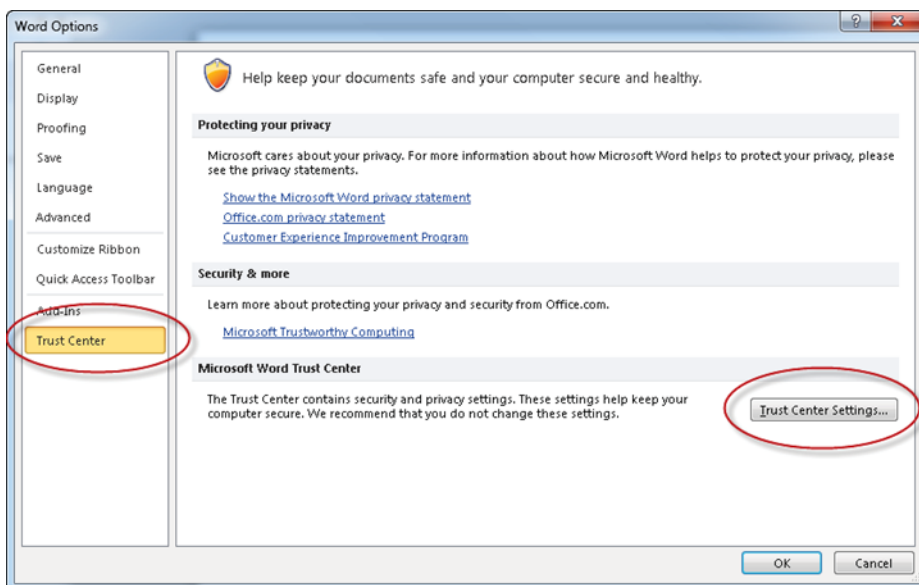 Word Options
General
Display
Proofing
Save
Language
Advanced
Customize Ribbon
Quick Access Toolbar
Add-Ins
Trust Center
Help keep your documents safe and your computer secure and healthy.
Protecting your privacy
Microsoft cares about your privacy. For more information about how Microsoft Word helps to protect your privacy, please
see the privacy statements.
Show the Microsoft Word privacy statement
Office.com privacy statement
Customer Experience Improvement Program
Security & more
Learn more about protecting your privacy and security from Office.com.
Microsoft Trustworthy Computing
Microsoft Word Trust Center
The Trust Center contains security and privacy settings. These settings help keep your
computer secure. We recommend that you do not change these settings.
Trust Center Settings...
OK
Cancel